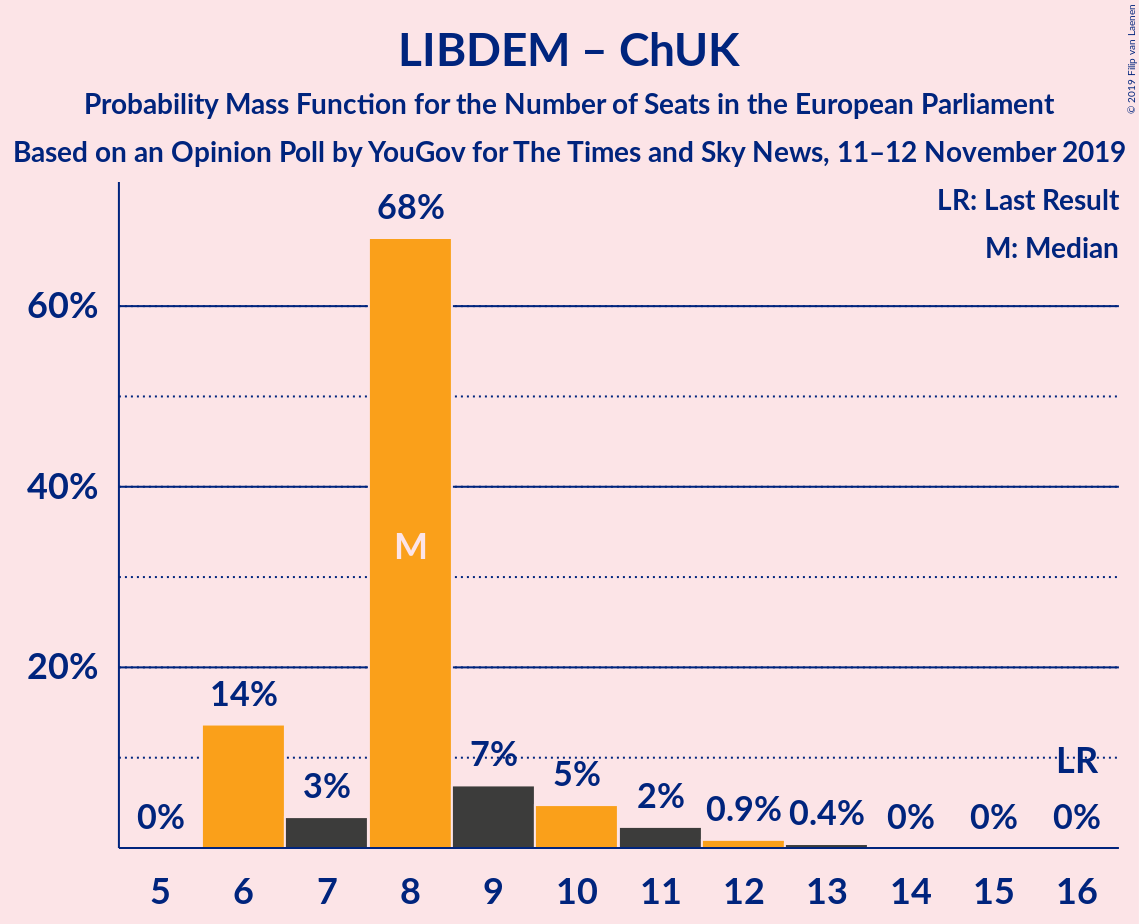 LIBDEM – ChUK
Probability Mass Function for the Number of Seats in the European Parliament
Based on an Opinion Poll by YouGov for The Times and Sky News, 11–12 November 2019
© 2019 Filip van Laenen
LR: Last Result
M: Median
60%
40%
20%
0%
14%
3%
68%
M
7%
5%
2%
0.9%
0.4%
0%
0%
LR
0%
5 6 7 8 9 10 11 12 13 14 15 16